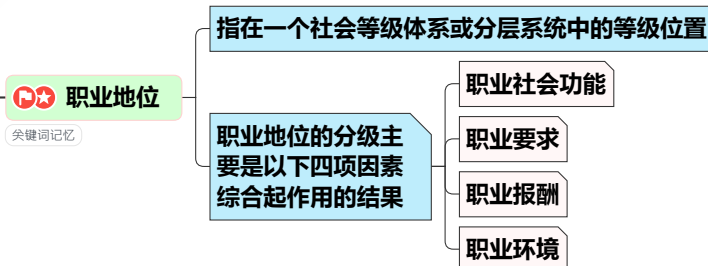 指在一个社会等级体系或分层系统中的等级位置
职业地位
关键词记忆
职业地位的分级主
要是以下四项因素
综合起作用的结果
职业社会功能
职业要求
职业报酬
职业环境